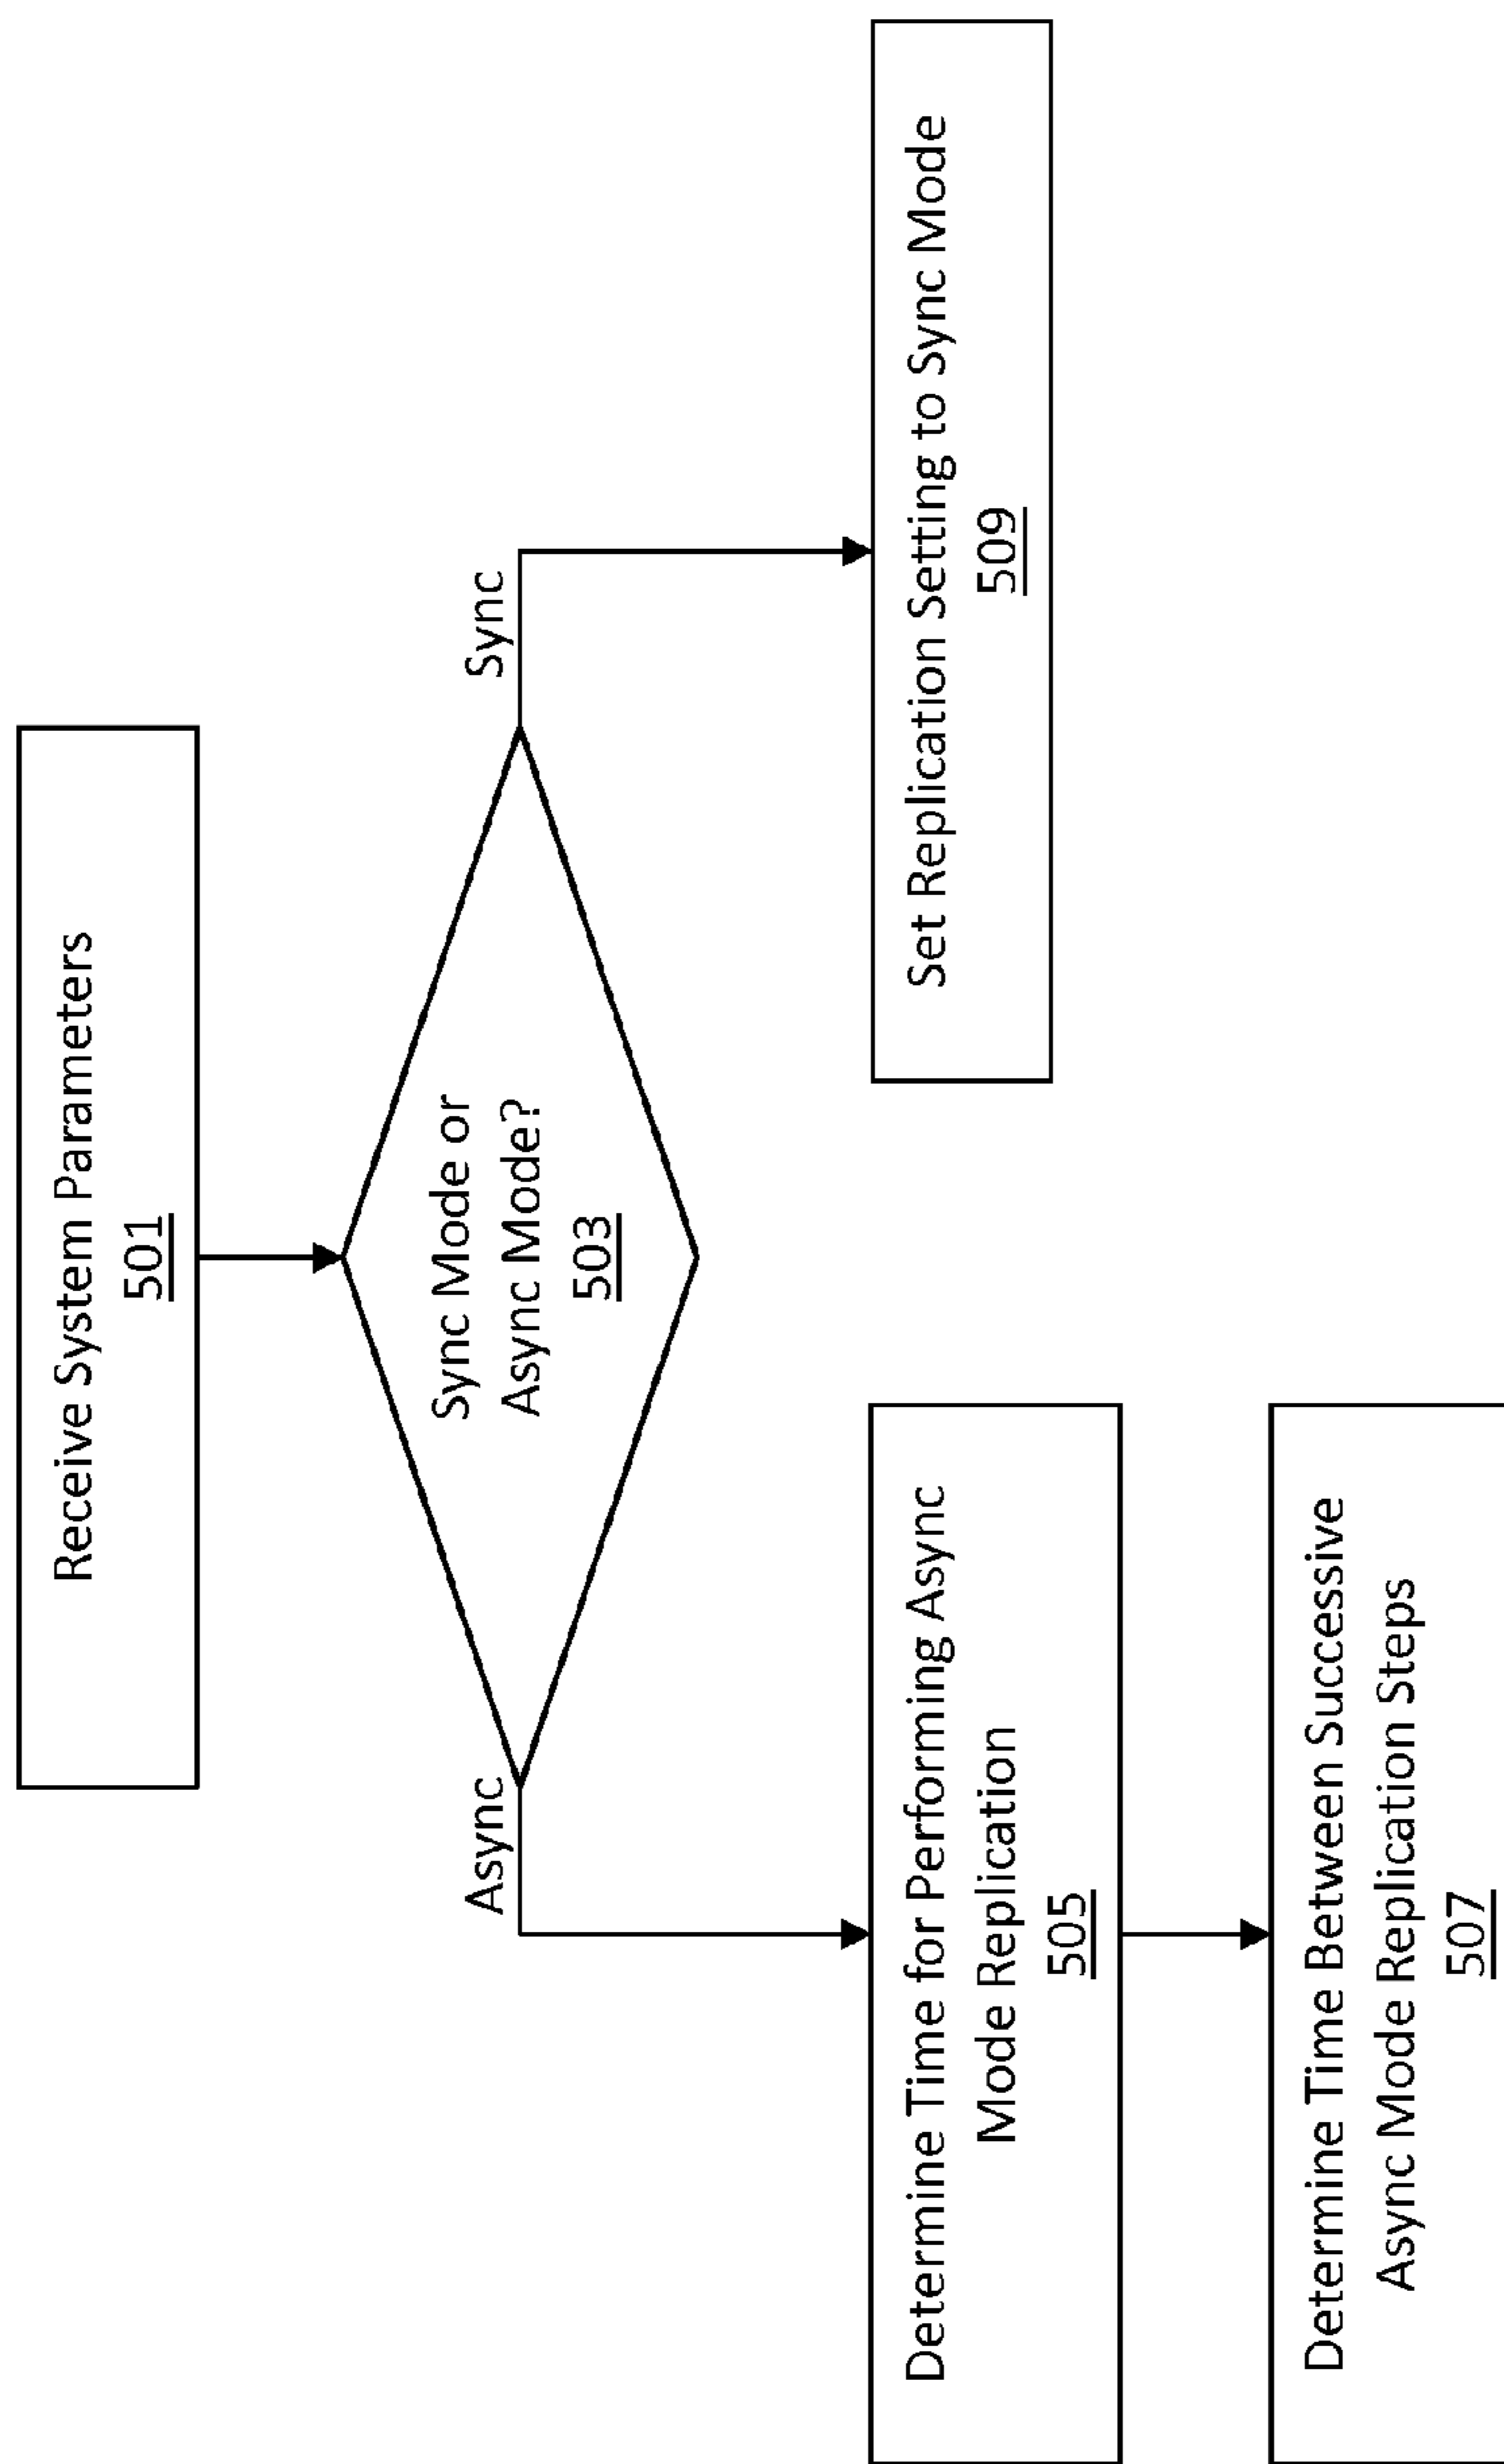 Receive System Parameters
501
Sync Mode or
Async Mode?
503
Async
Sync
Determine Time for Performing Async
Mode Replication
505
Set Replication Setting to Sync Mode
509
Determine Time Between Successive
Async Mode Replication Steps
507